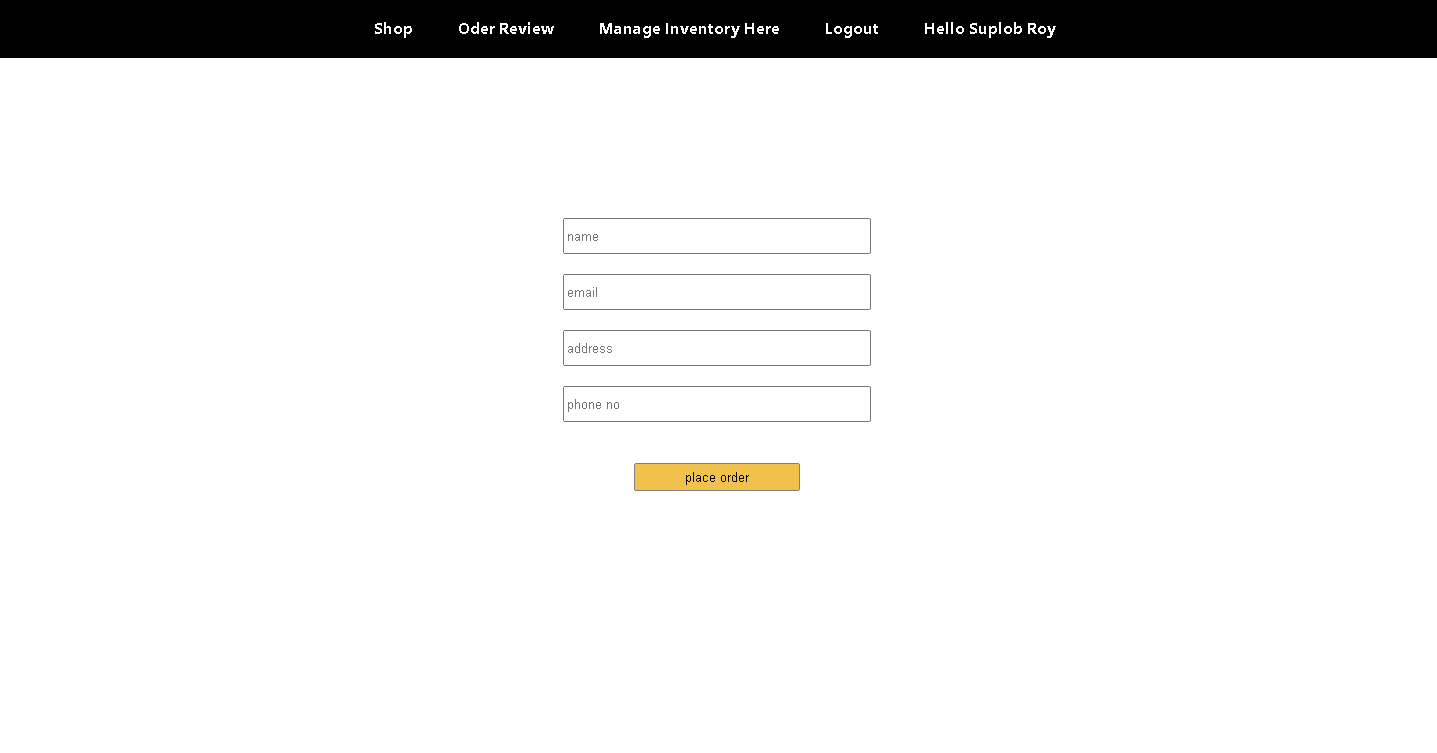 Shop Oder Review Manage Inventory Here Logout Hello Suplob Roy
name
email
address
phone no
place order